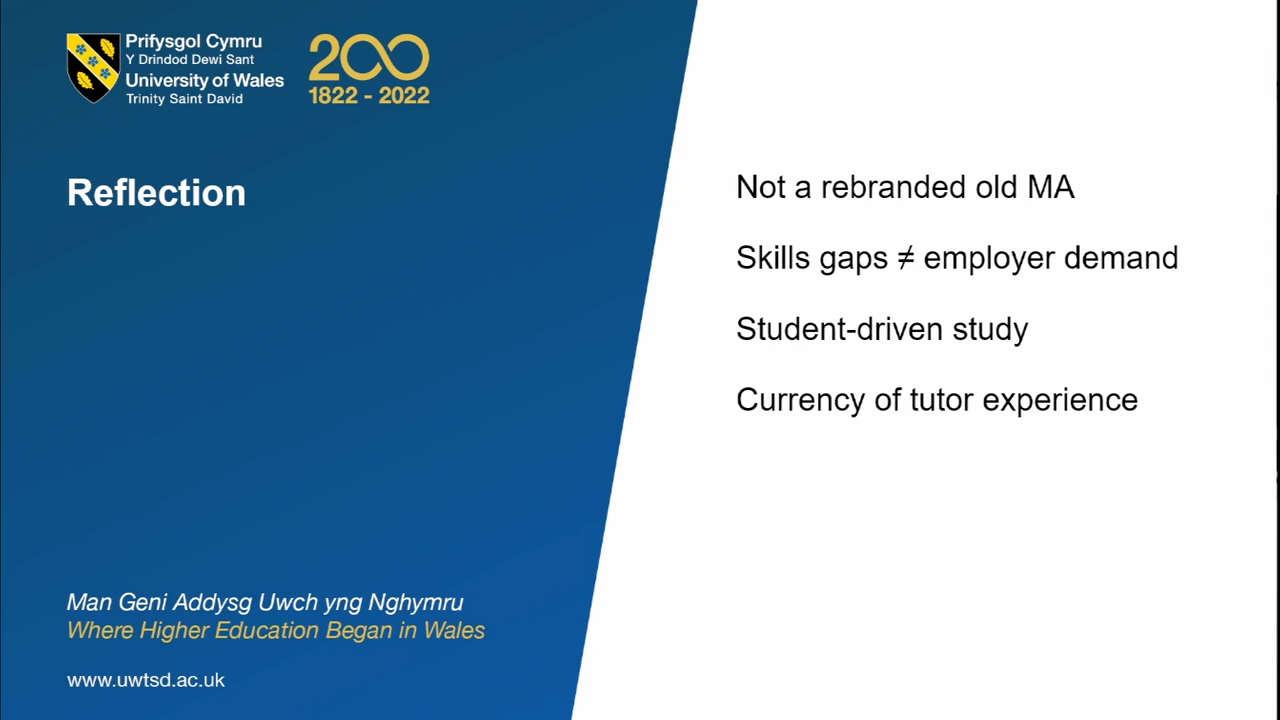 Prifysgol Cymru
Y Drindod Dewi Sant
University of Wales
Trinity Saint David
200
1822 - 2022
Reflection
Not a rebranded old MA
Skills gaps ≠ employer demand
Student-driven study
Currency of tutor experience
Man Geni Addysg Uwch yng Nghymru
Where Higher Education Began in Wales
www.uwtsd.ac.uk